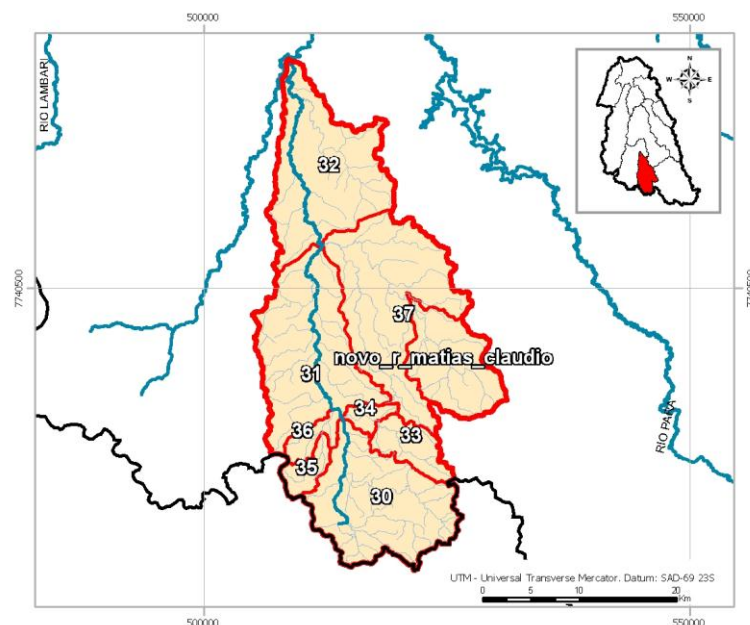 500000
550000
RIO LAMBARI
N
W E
S
32
7740500
7740500
37
novo_r_matias_claudio
31
34
36
33
35
30
RIO PARÁ
UTM - Universal Transverse Mercator. Datum: SAD-69 23S
0 5 10 20
Km
500000
550000